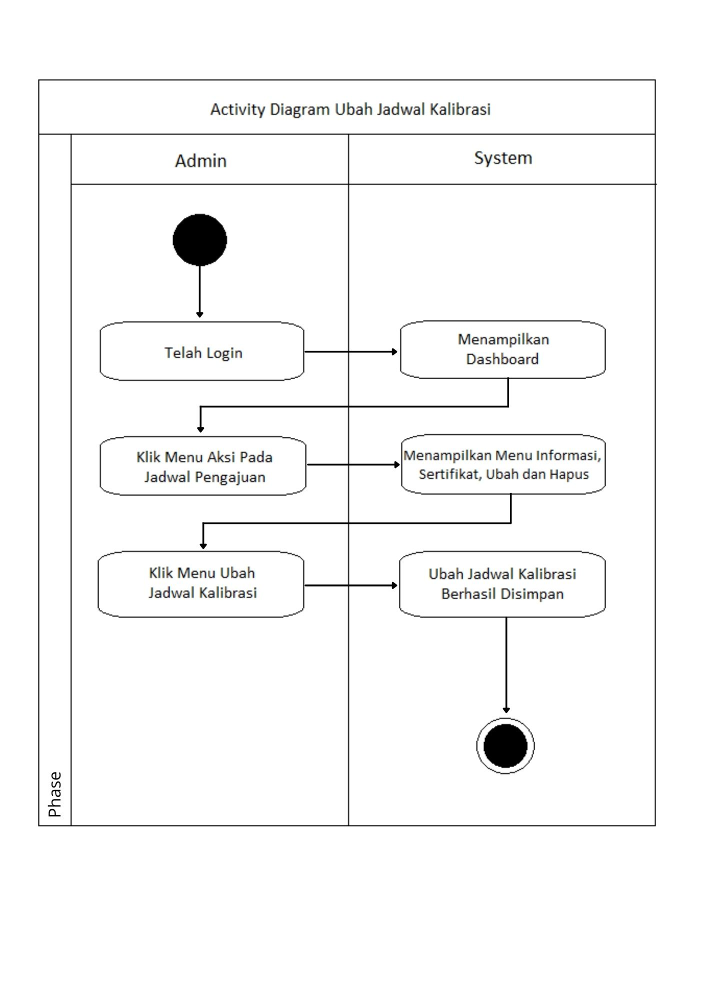 Activity Diagram Ubah Jadwal Kalibrasi
Admin
System
Telah Login
Menampilkan
Dashboard
Klik Menu Aksi Pada
Jadwal Pengajuan
Menampilkan Menu Informasi,
Sertifikat, Ubah dan Hapus
Klik Menu Ubah
Jadwal Kalibrasi
Ubah Jadwal Kalibrasi
Berhasil Disimpan
Phase